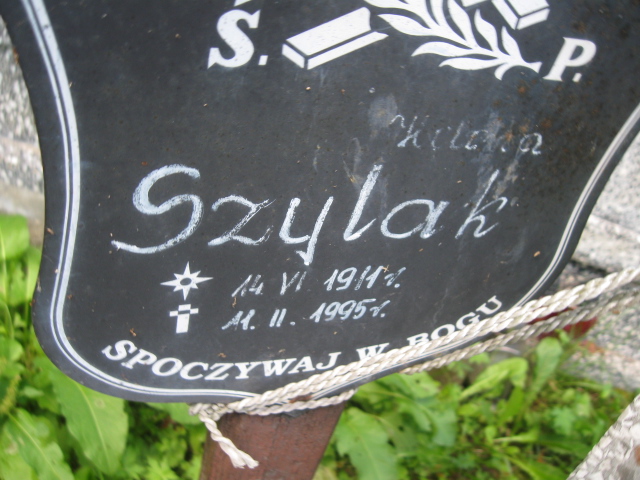 Ś. P.
Helena
Szylak
14 VI 1911 r.
11. II. 1995 r.
SPOCZYWAJ W BOGU